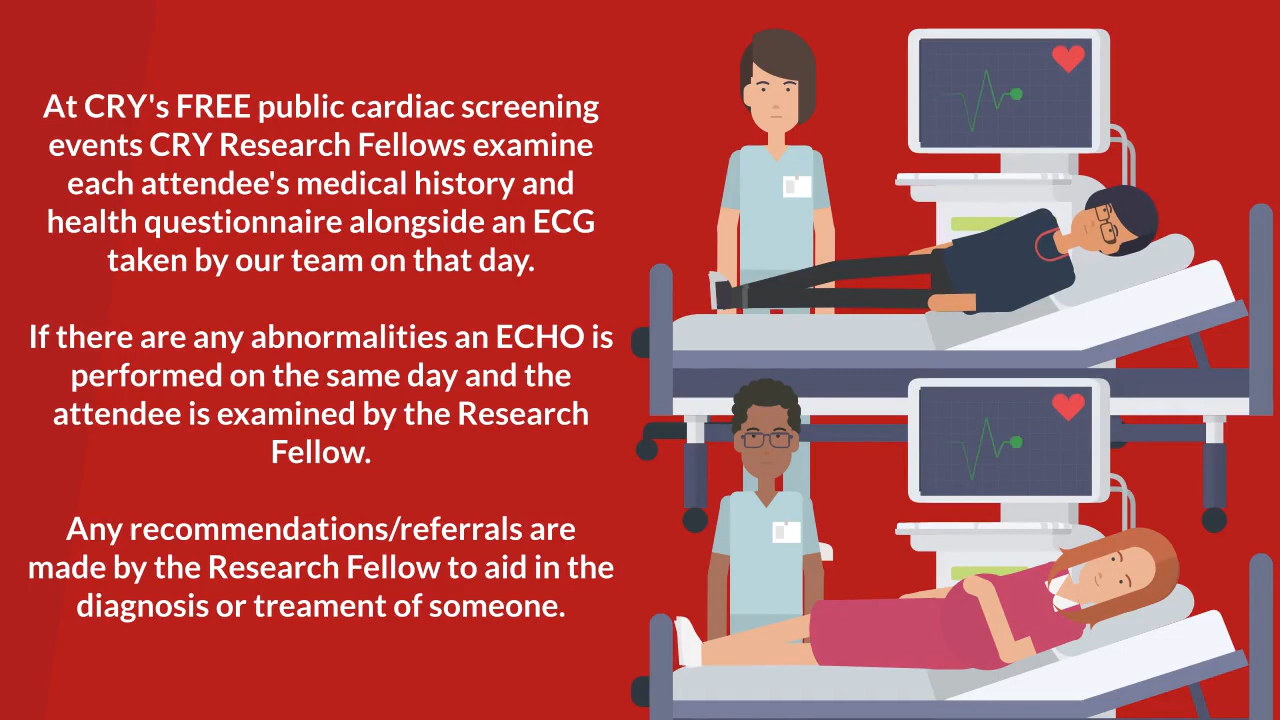 At CRY's FREE public cardiac screening
events CRY Research Fellows examine
each attendee's medical history and
health questionnaire alongside an ECG
taken by our team on that day.
If there are any abnormalities an ECHO is
performed on the same day and the
attendee is examined by the Research
Fellow.
Any recommendations/referrals are
made by the Research Fellow to aid in the
diagnosis or treament of someone.